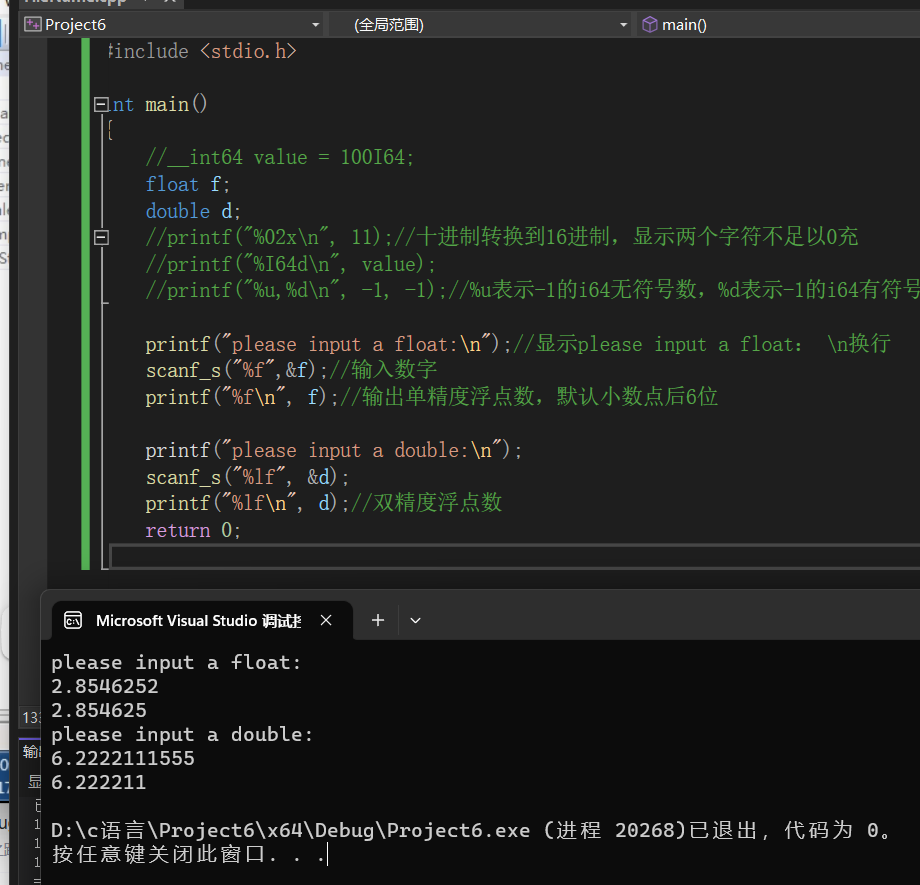 Project6
(全局范围)
main()
#include <stdio.h>
int main()
{
//__int64 value = 100I64;
float f;
double d;
//printf("%02x\n", 11);//十进制转换到16进制，显示两个字符不足以0充
//printf("%I64d\n", value);
//printf("%u,%d\n", -1, -1);//%u表示-1的i64无符号数，%d表示-1的i64有符号
printf("please input a float:\n");//显示please input a float： \n换行
scanf_s("%f",&f);//输入数字
printf("%f\n", f);//输出单精度浮点数，默认小数点后6位
printf("please input a double:\n");
scanf_s("%lf", &d);
printf("%lf\n", d);//双精度浮点数
return 0;
Microsoft Visual Studio 调试
please input a float:
2.8546252
2.854625
please input a double:
6.2222111555
6.222211
D:\c语言\Project6\x64\Debug\Project6.exe (进程 20268)已退出，代码为 0。
按任意键关闭此窗口. . .